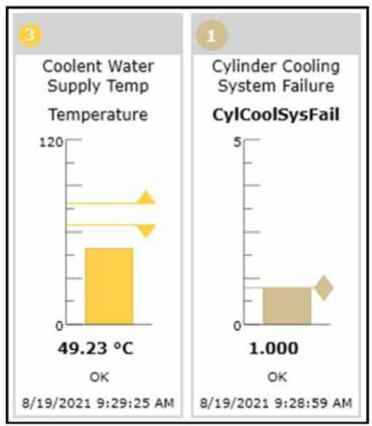 3
Coolent Water
Supply Temp
Temperature
120
0
49.23 °C
OK
8/19/2021 9:29:25 AM
1
Cylinder Cooling
System Failure
CylCoolSysFail
5
0
1.000
OK
8/19/2021 9:28:59 AM